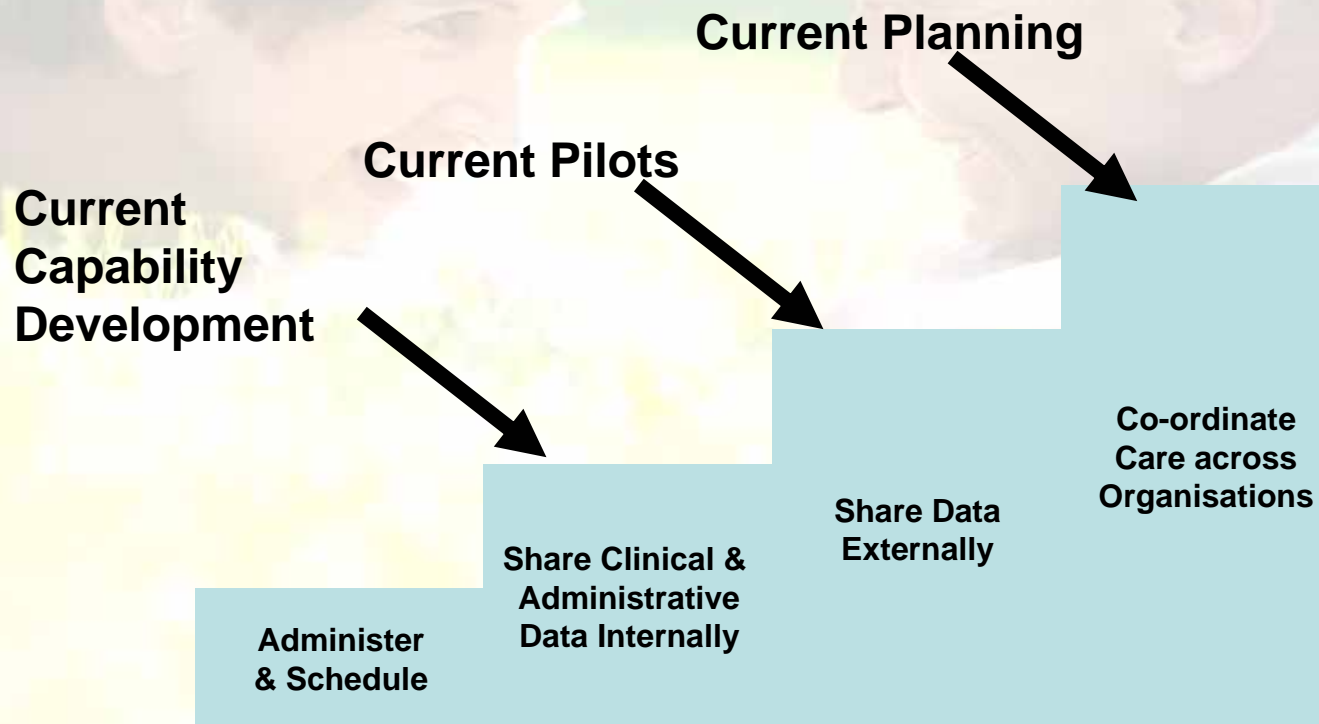 Current Planning
Current Pilots
Current
Capability
Development
Co-ordinate
Care across
Organisations
Share Data
Externally
Share Clinical &
Administrative
Data Internally
Administer
& Schedule